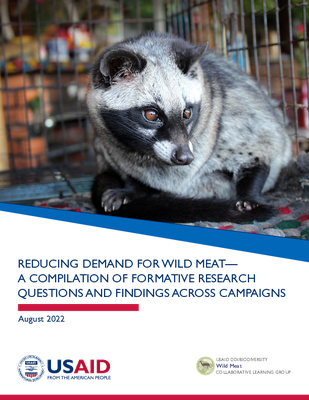 REDUCING DEMAND FOR WILD MEAT—
A COMPILATION OF FORMATIVE RESEARCH
QUESTIONS AND FINDINGS ACROSS CAMPAIGNS
August 2022
USAID
FROM THE AMERICAN PEOPLE
USAID DDI/BIODIVERSITY
Wild Meat
COLLABORATIVE LEARNING GROUP